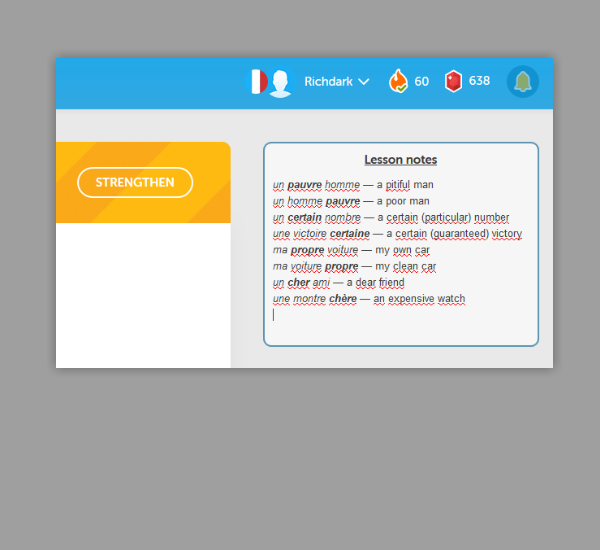 Richdark
60
638
STRENGTHEN
Lesson notes
un pauvre homme — a pitiful man
un homme pauvre — a poor man
un certain nombre — a certain (particular) number
une victoire certaine — a certain (guaranteed) victory
ma propre voiture — my own car
ma voiture propre — my clean car
un cher ami — a dear friend
une montre chère — an expensive watch